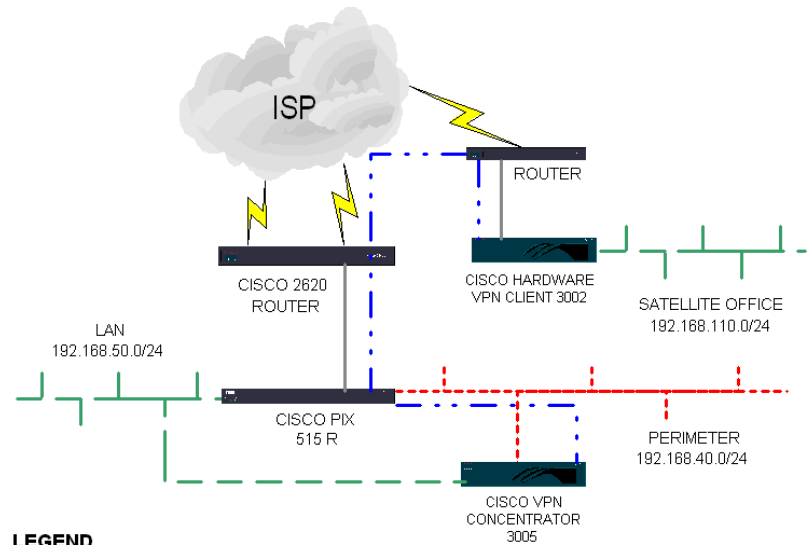 ISP
ROUTER
CISCO 2620
ROUTER
CISCO HARDWARE
VPN CLIENT 3002
SATELLITE OFFICE
192.168.110.0/24
LAN
192.168.50.0/24
CISCO PIX
515 R
PERIMETER
192.168.40.0/24
CISCO VPN
CONCENTRATOR
3005
LEGEND